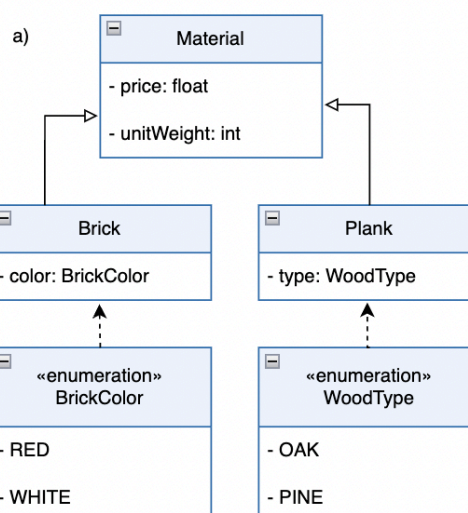 a)
Material
- price: float
- unitWeight: int
Brick
- color: BrickColor
Plank
- type: WoodType
«enumeration»
BrickColor
- RED
- WHITE
«enumeration»
WoodType
- OAK
- PINE